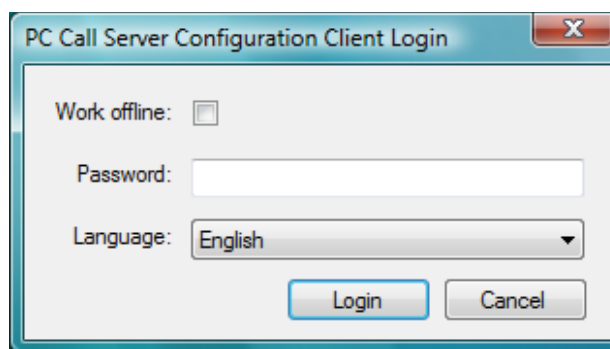 PC Call Server Configuration Client Login
Work offline:
Password:
Language: English
Login Cancel